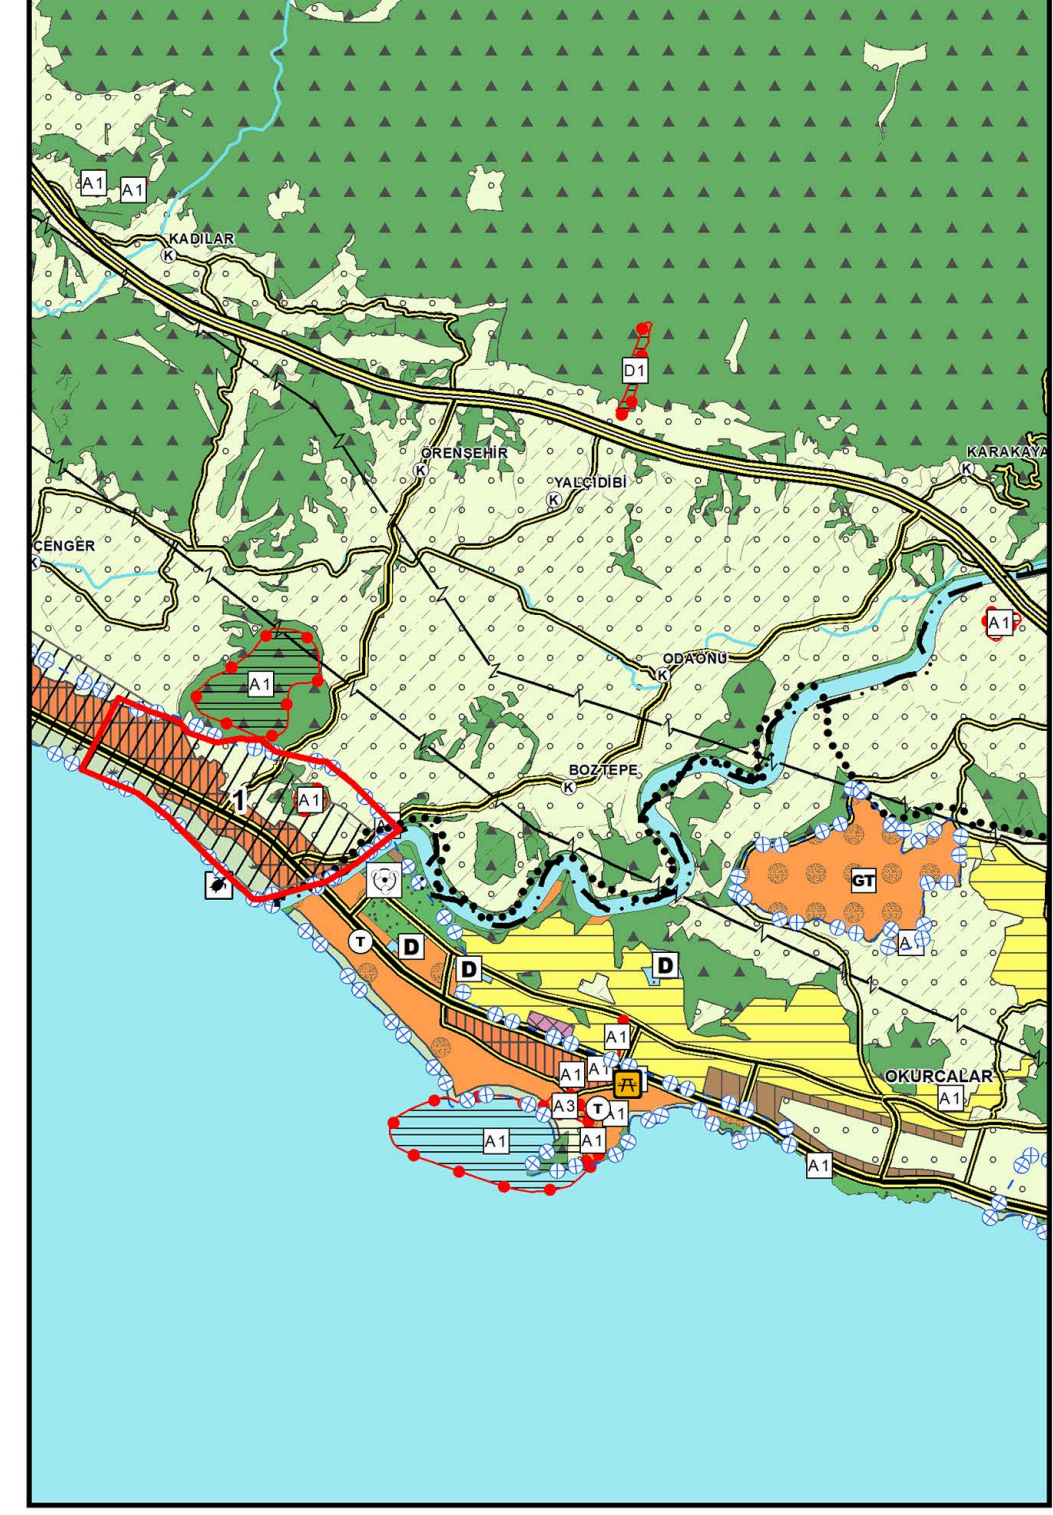 A1
A1
KADILAR
K
D1
ÖRENŞEHİR
K
KARAKAYA
K
YALÇIDİBİ
K
ÇENGER
K
A1
ODAÖNÜ
K
A1
BOZTEPE
K
1
A1
GT
T
D
D
D
A1
A1
A1
OKURCALAR
A1
A3
T
A1
A1
A1
A1